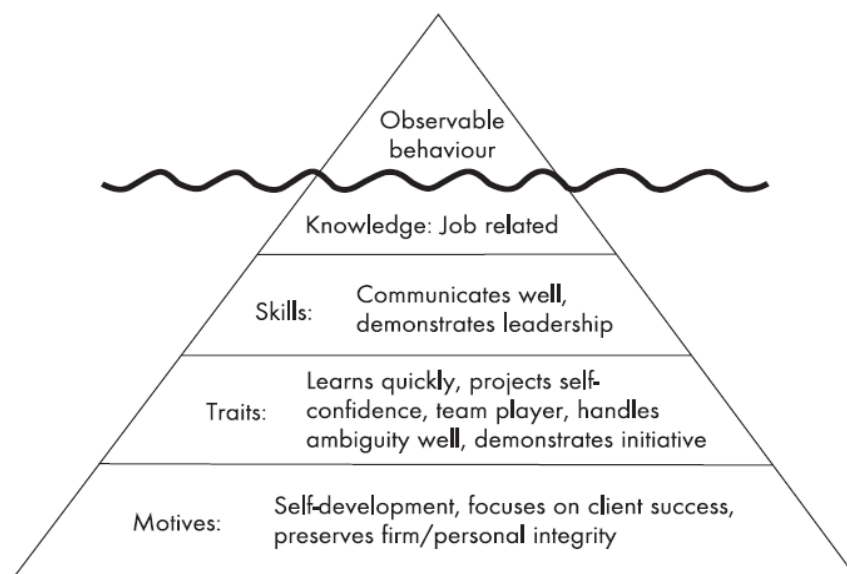 Observable
behaviour
Knowledge: Job related
Skills: Communicates well,
demonstrates leadership
Traits: Learns quickly, projects self-
confidence, team player, handles
ambiguity well, demonstrates initiative
Motives: Self-development, focuses on client success,
preserves firm/personal integrity